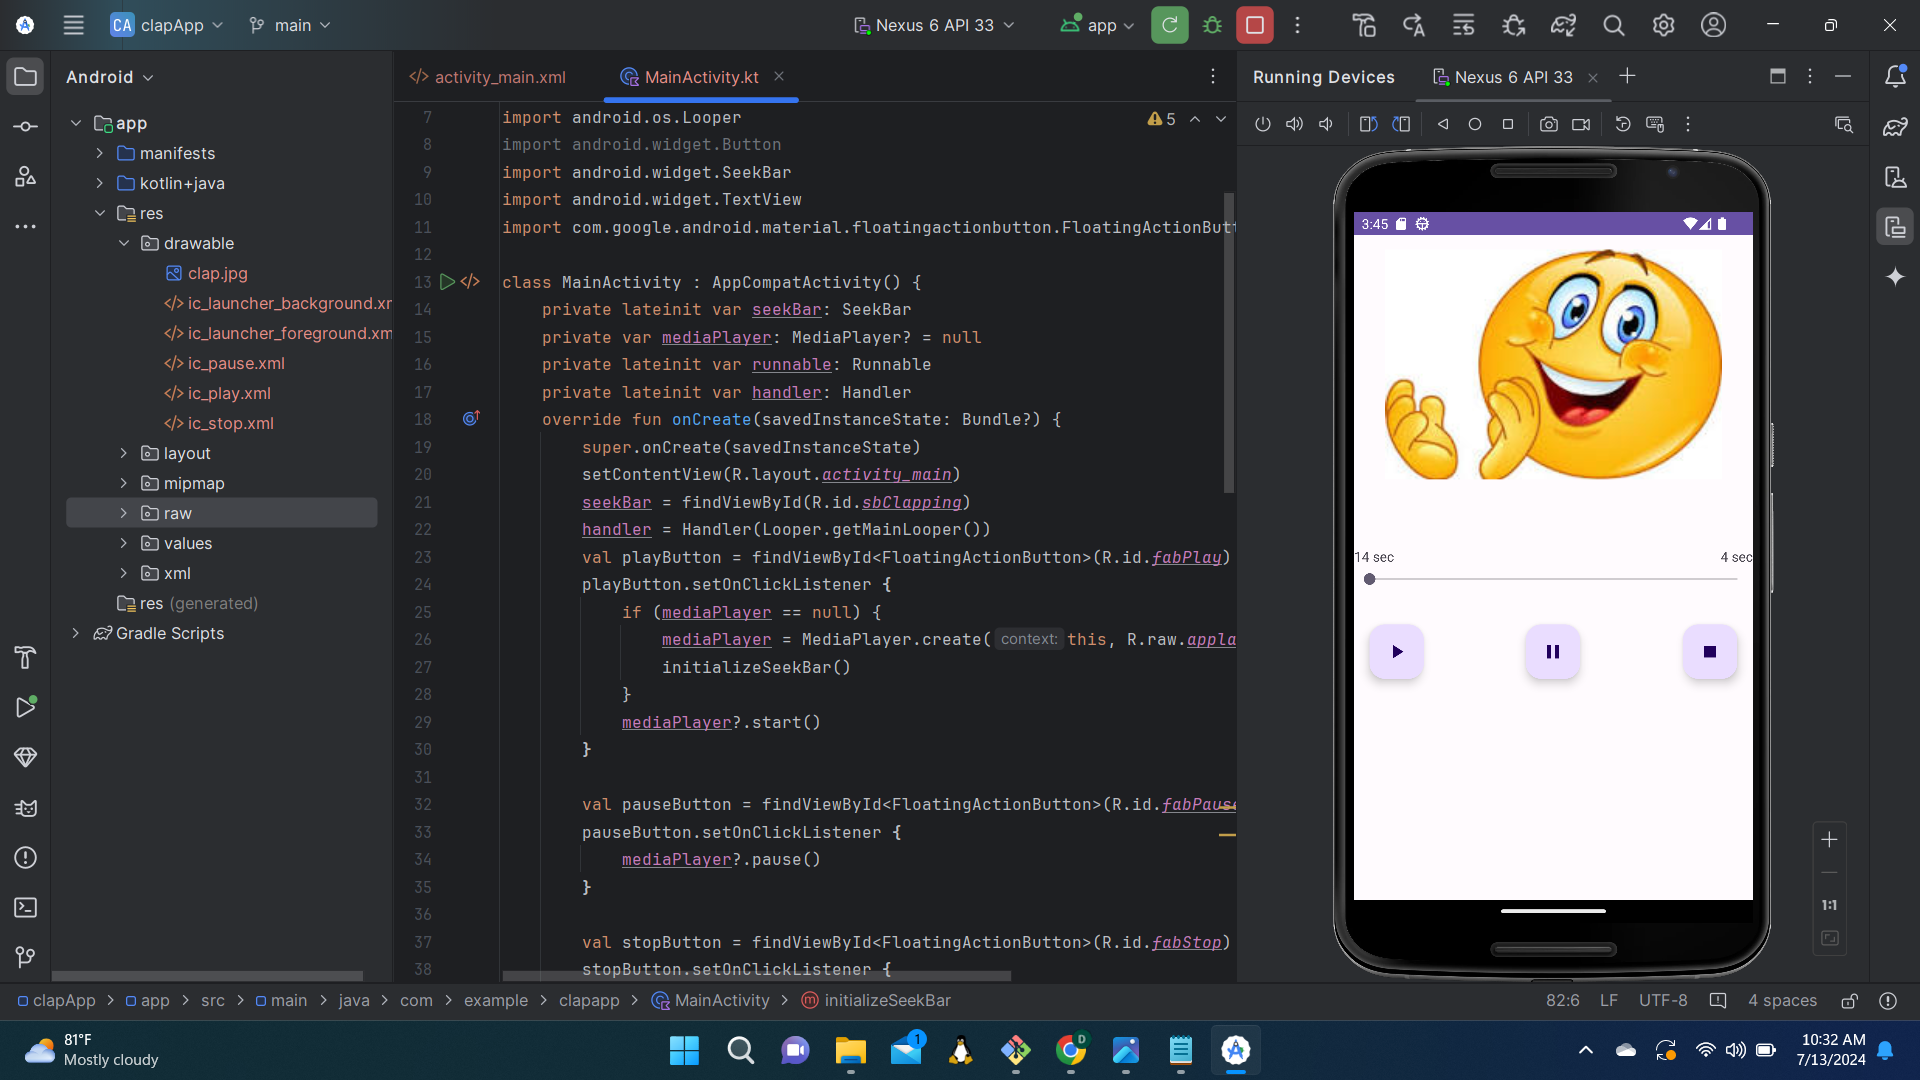 CA clapApp main Nexus 6 API 33 app
Android
activity_main.xml MainActivity.kt
Running Devices Nexus 6 API 33
app
manifests
kotlin+java
res
drawable
clap.jpg
ic_launcher_background.xm
ic_launcher_foreground.xm
ic_pause.xml
ic_play.xml
ic_stop.xml
layout
mipmap
raw
values
xml
res (generated)
Gradle Scripts
5
7 import android.os.Looper
8 import android.widget.Button
9 import android.widget.SeekBar
10 import android.widget.TextView
11 import com.google.android.material.floatingactionbutton.FloatingActionButt
12
13 class MainActivity : AppCompatActivity() {
14 private lateinit var seekBar: SeekBar
15 private var mediaPlayer: MediaPlayer? = null
16 private lateinit var runnable: Runnable
17 private lateinit var handler: Handler
18 override fun onCreate(savedInstanceState: Bundle?) {
19 super.onCreate(savedInstanceState)
20 setContentView(R.layout.activity_main)
21 seekBar = findViewById(R.id.sbClapping)
22 handler = Handler(Looper.getMainLooper())
23 val playButton = findViewById<FloatingActionButton>(R.id.fabPlay)
24 playButton.setOnClickListener {
25 if (mediaPlayer == null) {
26 mediaPlayer = MediaPlayer.create( context: this, R.raw.appla
27 initializeSeekBar()
28 }
29 mediaPlayer?.start()
30 }
31
32 val pauseButton = findViewById<FloatingActionButton>(R.id.fabPause
33 pauseButton.setOnClickListener {
34 mediaPlayer?.pause()
35 }
36
37 val stopButton = findViewById<FloatingActionButton>(R.id.fabStop)
38 stopButton.setOnClickListener {
3:45
14 sec 4 sec
1:1
clapApp > app > src > main > java > com > example > clapapp > MainActivity > initializeSeekBar
82:6 LF UTF-8 4 spaces
81°F
Mostly cloudy
1
D
10:32 AM
7/13/2024